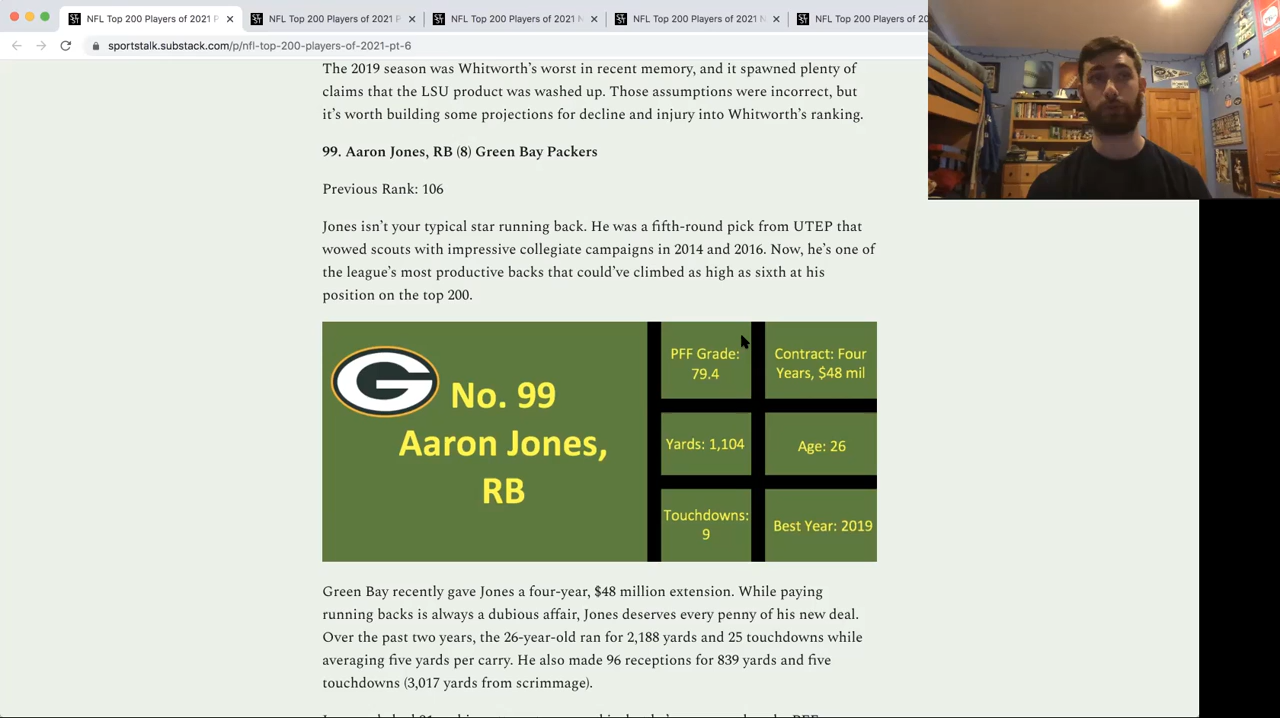 NFL Top 200 Players of 2021 P
NFL Top 200 Players of 2021 P
NFL Top 200 Players of 2021 N
NFL Top 200 Players of 2021 N
NFL Top 200 Players of 20
sportstalk.substack.com/p/nfl-top-200-players-of-2021-pt-6
The 2019 season was Whitworth's worst in recent memory, and it spawned plenty of
claims that the LSU product was washed up. Those assumptions were incorrect, but
it's worth building some projections for decline and injury into Whitworth's ranking.
99. Aaron Jones, RB (8) Green Bay Packers
Previous Rank: 106
Jones isn't your typical star running back. He was a fifth-round pick from UTEP that
wowed scouts with impressive collegiate campaigns in 2014 and 2016. Now, he's one of
the league's most productive backs that could've climbed as high as sixth at his
position on the top 200.
G
No. 99
Aaron Jones,
RB
PFF Grade:
79.4
Contract: Four
Years, $48 mil
Yards: 1,104
Age: 26
Touchdowns:
9
Best Year: 2019
Green Bay recently gave Jones a four-year, $48 million extension. While paying
running backs is always a dubious affair, Jones deserves every penny of his new deal.
Over the past two years, the 26-year-old ran for 2,188 yards and 25 touchdowns while
averaging five yards per carry. He also made 96 receptions for 839 yards and five
touchdowns (3,017 yards from scrimmage).